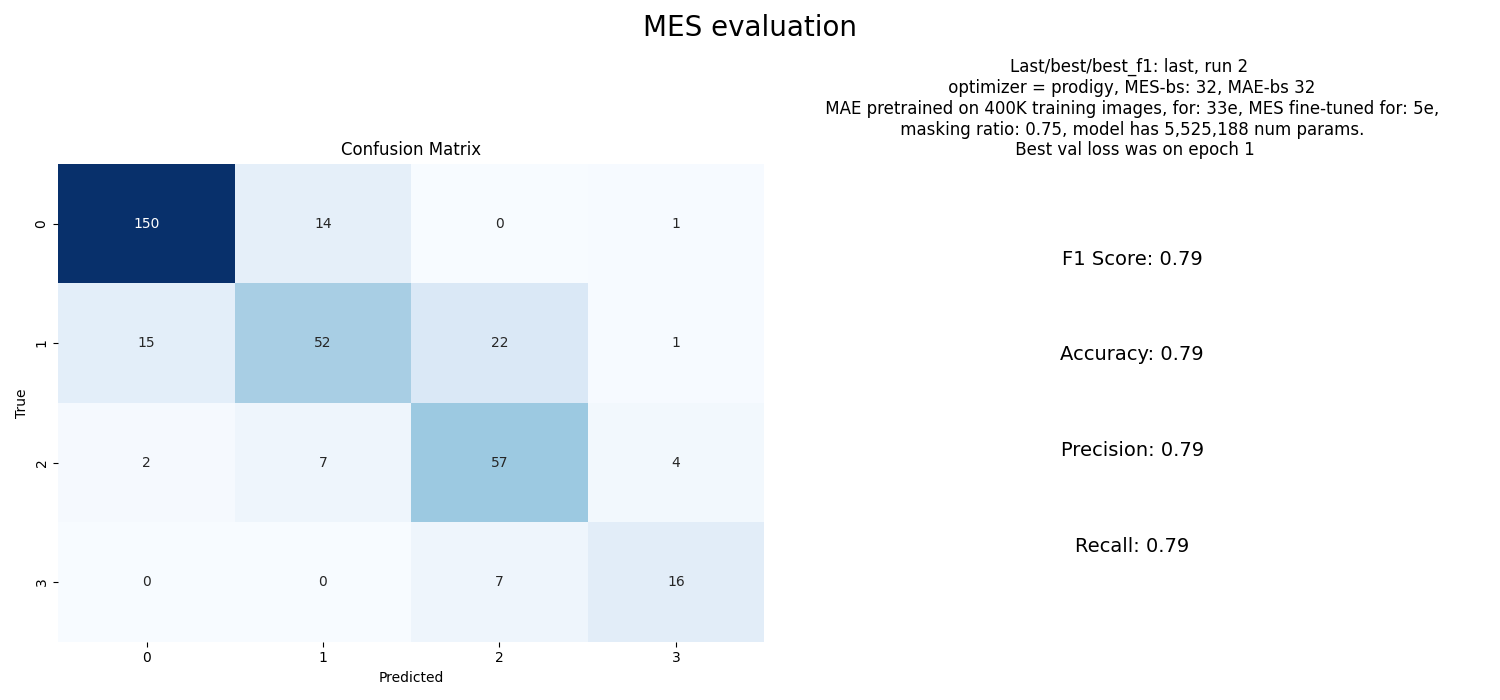 MES evaluation
Last/best/best_f1: last, run 2
optimizer = prodigy, MES-bs: 32, MAE-bs 32
MAE pretrained on 400K training images, for: 33e, MES fine-tuned for: 5e,
masking ratio: 0.75, model has 5,525,188 num params.
Best val loss was on epoch 1
Confusion Matrix
True
0 150 14 0 1
1 15 52 22 1
2 2 7 57 4
3 0 0 7 16
0 1 2 3
Predicted
F1 Score: 0.79
Accuracy: 0.79
Precision: 0.79
Recall: 0.79